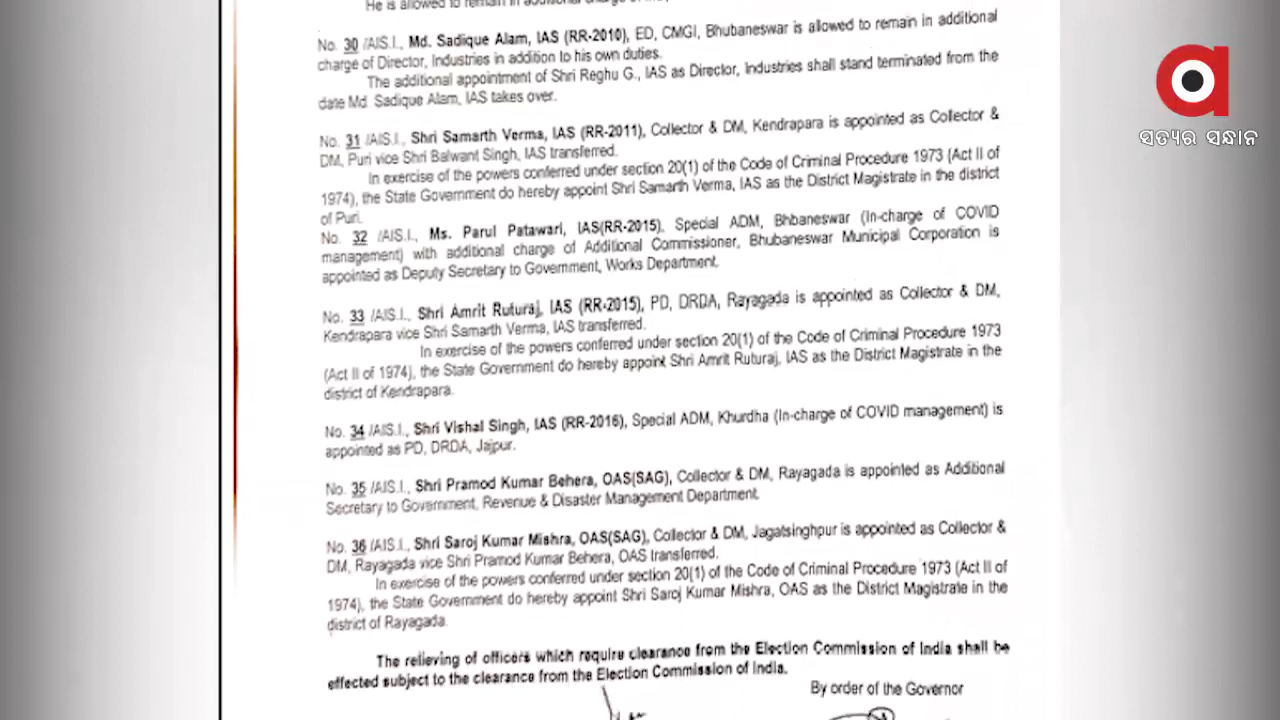 He is allowed to remain in additional charge of
No. 30 /AIS.I., Md. Sadique Alam, IAS (RR-2010), ED, CMGI, Bhubaneswar is allowed to remain in additional
charge of Director, Industries in addition to his own duties.
The additional appointment of Shri Reghu G., IAS as Director, Industries shall stand terminated from the
date Md. Sadique Alam, IAS takes over.
No. 31 /AIS.I., Shri Samarth Verma, IAS (RR-2011), Collector & DM, Kendrapara is appointed as Collector &
DM, Puri vice Shri Balwant Singh, IAS transferred.
In exercise of the powers conferred under section 20(1) of the Code of Criminal Procedure 1973 (Act II of
1974), the State Government do hereby appoint Shri Samarth Verma, IAS as the District Magistrate in the district
of Puri.
No. 32 /AIS.I., Ms. Parul Patawari, IAS(RR-2015), Special ADM, Bhbaneswar (In-charge of COVID
management) with additional charge of Additional Commissioner, Bhubaneswar Municipal Corporation is
appointed as Deputy Secretary to Government, Works Department.
No. 33 /AIS.I., Shri Amrit Ruturaj, IAS (RR-2015), PD, DRDA, Rayagada is appointed as Collector & DM,
Kendrapara vice Shri Samarth Verma, IAS transferred.
In exercise of the powers conferred under section 20(1) of the Code of Criminal Procedure 1973
(Act II of 1974), the State Government do hereby appoint Shri Amrit Ruturaj, IAS as the District Magistrate in the
district of Kendrapara.
No. 34 /AIS.I., Shri Vishal Singh, IAS (RR-2016), Special ADM, Khurdha (In-charge of COVID management) is
appointed as PD, DRDA, Jajpur.
No. 35 /AIS.I., Shri Pramod Kumar Behera, OAS(SAG), Collector & DM, Rayagada is appointed as Additional
Secretary to Government, Revenue & Disaster Management Department.
No. 36 /AIS.I., Shri Saroj Kumar Mishra, OAS(SAG), Collector & DM, Jagatsinghpur is appointed as Collector &
DM, Rayagada vice Shri Pramod Kumar Behera, OAS transferred.
In exercise of the powers conferred under section 20(1) of the Code of Criminal Procedure 1973 (Act II of
1974), the State Government do hereby appoint Shri Saroj Kumar Mishra, OAS as the District Magistrate in the
district of Rayagada.
The relieving of officers which require clearance from the Election Commission of India shall be
effected subject to the clearance from the Election Commission of India.
By order of the Governor
ସତ୍ୟର ସନ୍ଧାନ